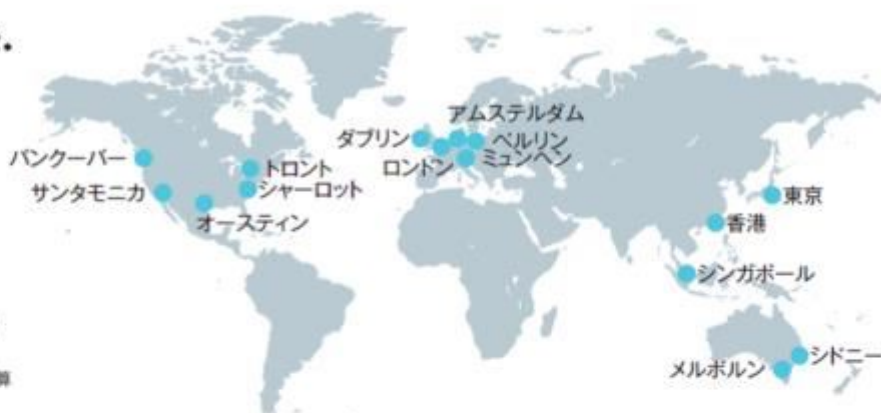 アムステルダム
ダブリン
ベルリン
バンクーバー
トロント
ロンドン
ミュンヘン
サンタモニカ
シャーロット
東京
オースティン
香港
シンガポール
シドニー
メルボルン
算